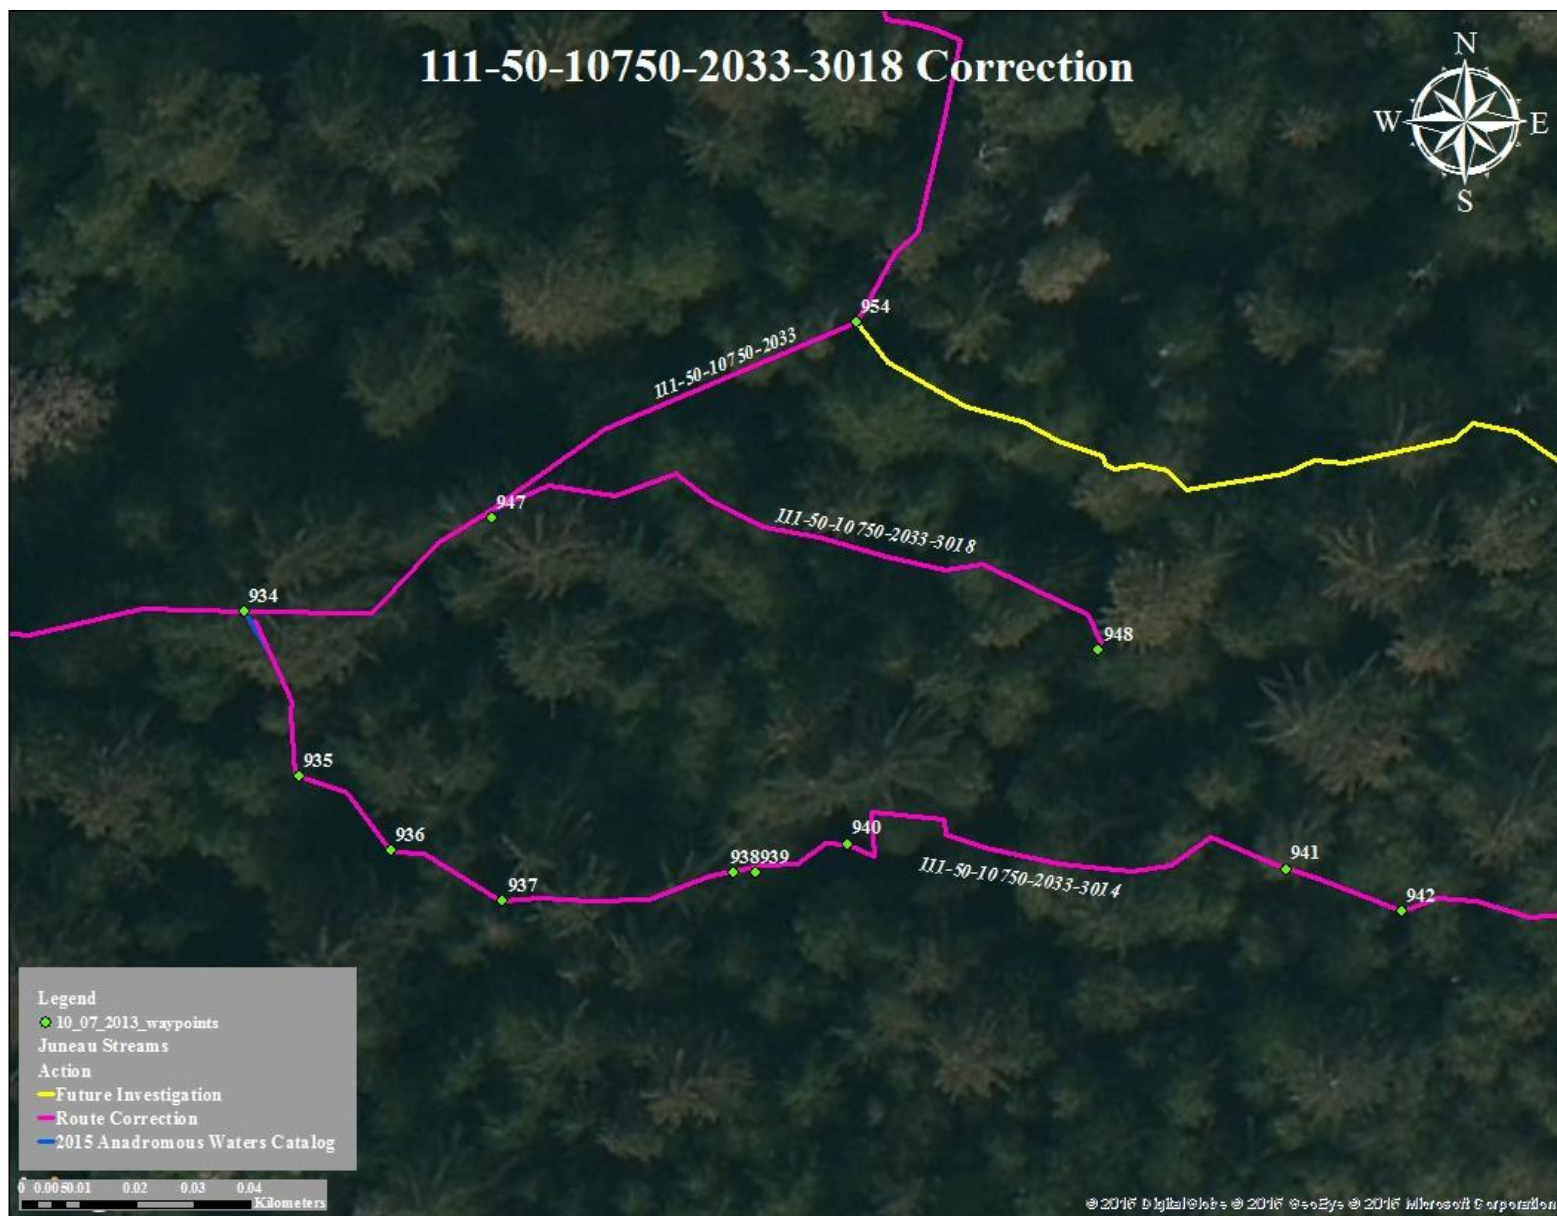 111-50-10750-2033-3018 Correction
N
W E
S
954
111-50-10750-2033
947
111-50-10750-2033-3018
934
948
935
936
940
938 939
941
111-50-10750-2033-3014
937
942
Legend
10_07_2013_waypoints
Juneau Streams
Action
Future Investigation
Route Correction
2015 Anadromous Waters Catalog
0 0.0050.01 0.02 0.03 0.04
Kilometers
© 2016 DigitalGlobe © 2016 GeoEye © 2016 Microsoft Corporation